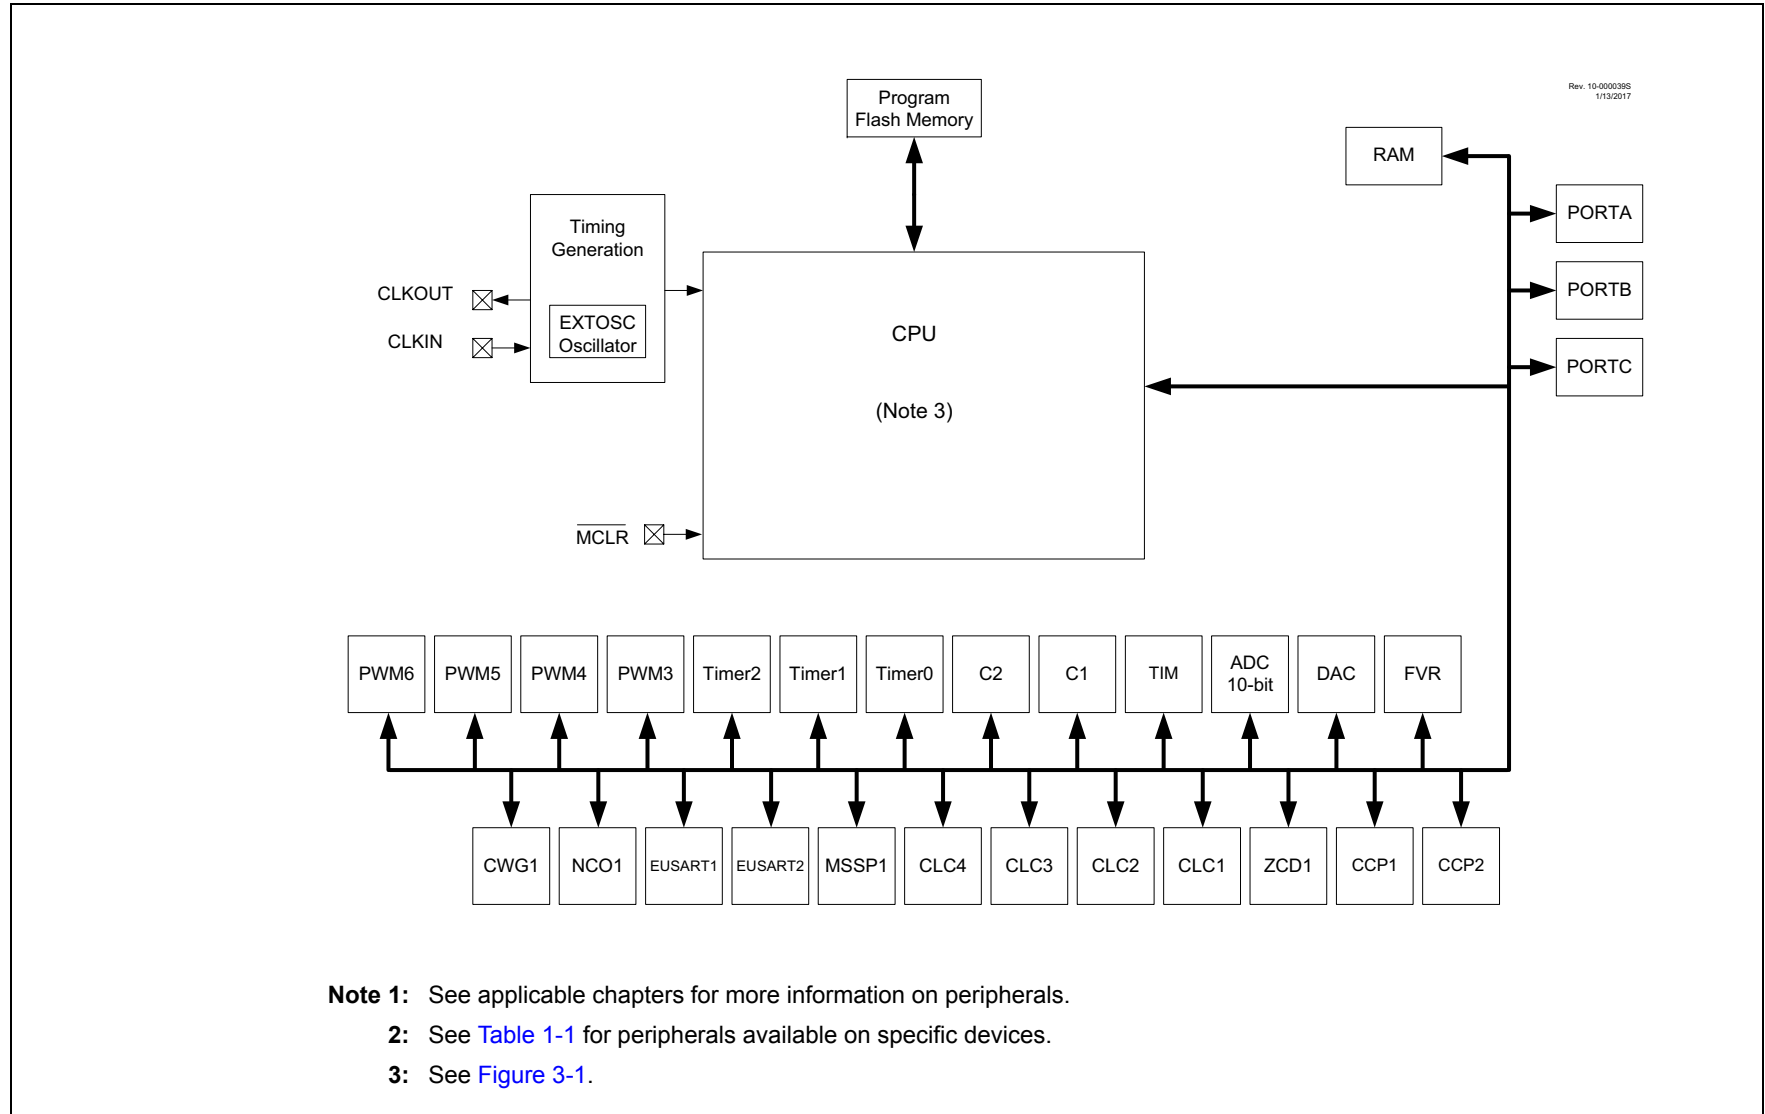 Program
Flash Memory
Rev. 10-000039S
1/13/2017
RAM
PORTA
Timing
Generation
PORTB
CLKOUT
EXTOSC
Oscillator
CLKIN
CPU
PORTC
(Note 3)
MCLR
PWM6
PWM5
PWM4
PWM3
Timer2
Timer1
Timer0
C2
C1
TIM
ADC
10-bit
DAC
FVR
CWG1
NCO1
EUSART1
EUSART2
MSSP1
CLC4
CLC3
CLC2
CLC1
ZCD1
CCP1
CCP2
Note 1: See applicable chapters for more information on peripherals.
2: See Table 1-1 for peripherals available on specific devices.
3: See Figure 3-1.